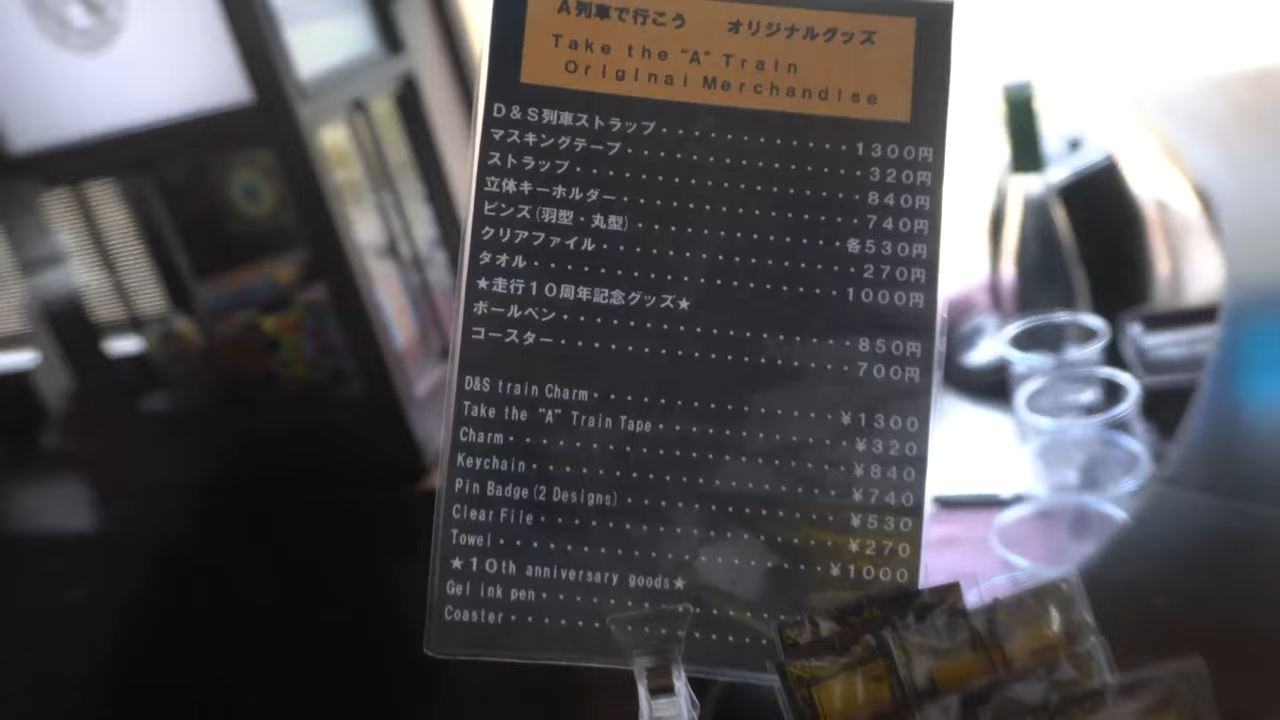 A列車で行こう　オリジナルグッズ
Take the "A" Train
Original Merchandise
D＆S列車ストラップ・・・・・・・・・・・・1300円
マスキングテープ・・・・・・・・・・・・・・320円
ストラップ・・・・・・・・・・・・・・・・・840円
立体キーホルダー・・・・・・・・・・・・・・740円
ピンズ(羽型・丸型)・・・・・・・・・・・・各530円
クリアファイル・・・・・・・・・・・・・・・270円
タオル・・・・・・・・・・・・・・・・・・1000円
★走行10周年記念グッズ★
ボールペン・・・・・・・・・・・・・・・・・850円
コースター・・・・・・・・・・・・・・・・・700円
D&S train Charm・・・・・・・・・・・・・・¥1300
Take the "A" Train Tape・・・・・・・・・・・¥320
Charm・・・・・・・・・・・・・・・・・・・¥840
Keychain・・・・・・・・・・・・・・・・・・¥740
Pin Badge(2 Designs)・・・・・・・・・・・・¥530
Clear File・・・・・・・・・・・・・・・・・¥270
Towel・・・・・・・・・・・・・・・・・・・¥1000
★10th anniversary goods★
Gel ink pen・・・・・・・・・・・・
Coaster・・・・・・・・・・・・・